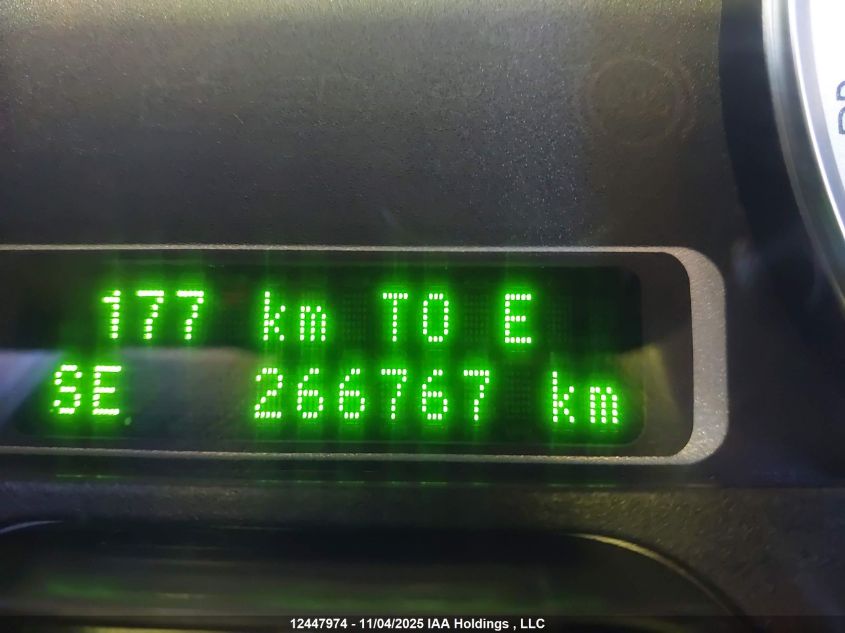 177 km TO E
SE 266767 km
12447974 - 11/04/2025 IAA Holdings , LLC